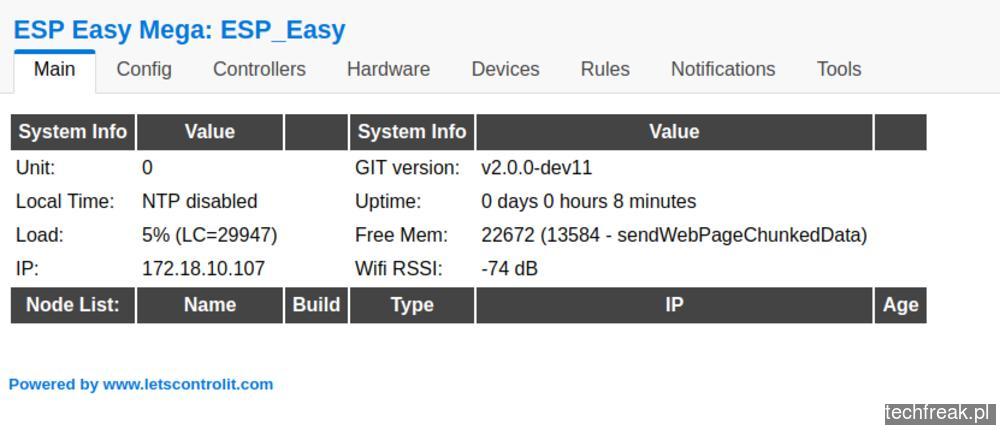 ESP Easy Mega: ESP_Easy
Main Config Controllers Hardware Devices Rules Notifications Tools
System Info Value System Info Value
Unit: 0 GIT version: v2.0.0-dev11
Local Time: NTP disabled Uptime: 0 days 0 hours 8 minutes
Load: 5% (LC=29947) Free Mem: 22672 (13584 - sendWebPageChunkedData)
IP: 172.18.10.107 Wifi RSSI: -74 dB
Node List: Name Build Type IP Age
Powered by www.letscontrolit.com
techfreak.pl